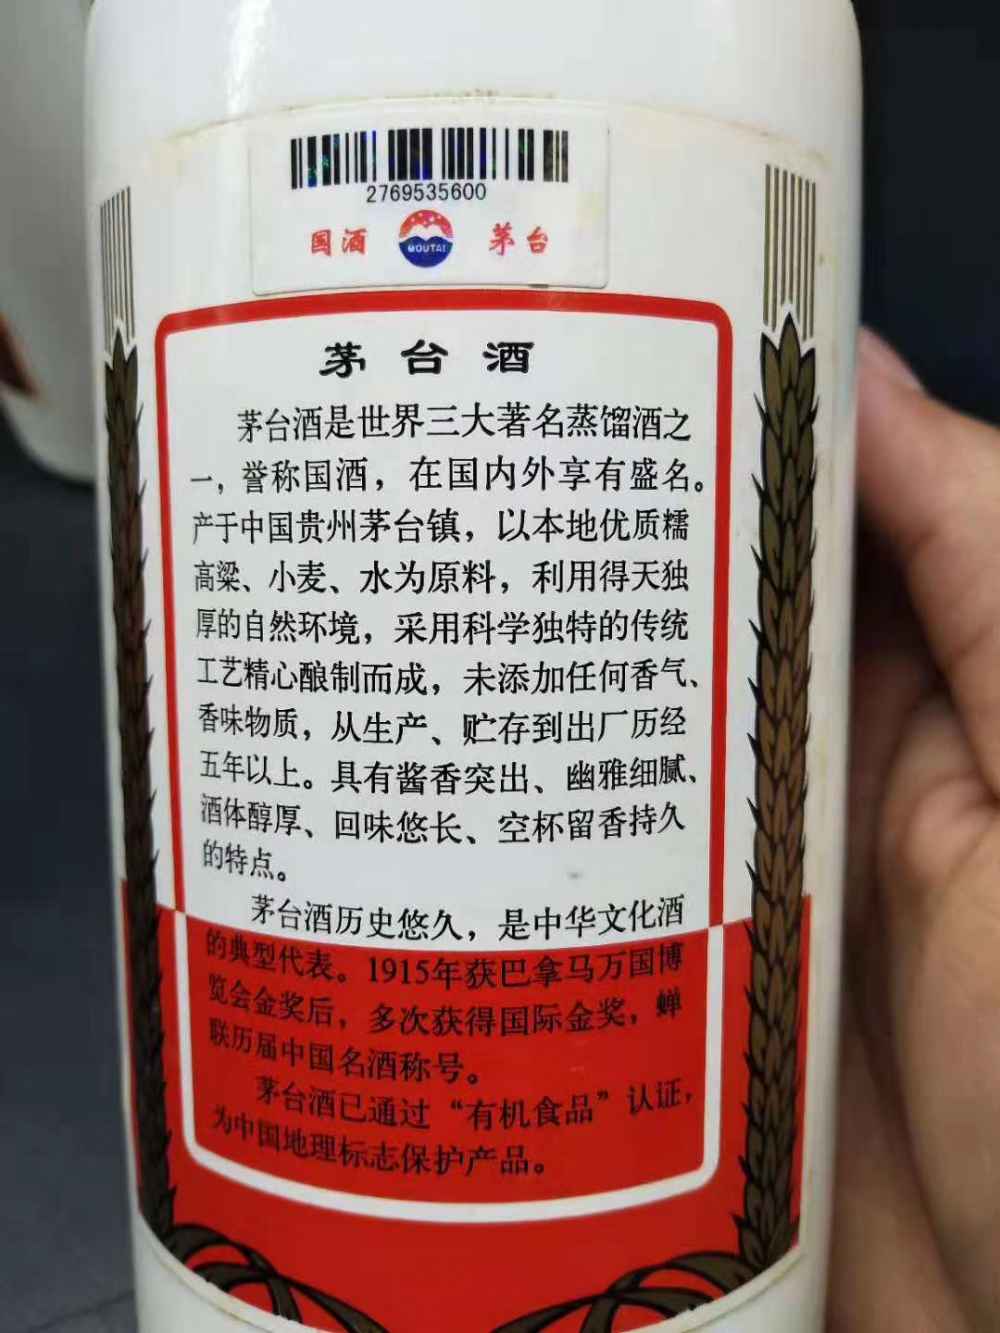 2769535600
国酒 MOUTAI 茅台
茅台酒
茅台酒是世界三大著名蒸馏酒之
一，誉称国酒，在国内外享有盛名。
产于中国贵州茅台镇，以本地优质糯
高粱、小麦、水为原料，利用得天独
厚的自然环境，采用科学独特的传统
工艺精心酿制而成，未添加任何香气、
香味物质，从生产、贮存到出厂历经
五年以上。具有酱香突出、幽雅细腻、
酒体醇厚、回味悠长、空杯留香持久
的特点。
茅台酒历史悠久，是中华文化酒
的典型代表。1915年获巴拿马万国博
览会金奖后，多次获得国际金奖，蝉
联历届中国名酒称号。
茅台酒已通过“有机食品”认证，
为中国地理标志保护产品。